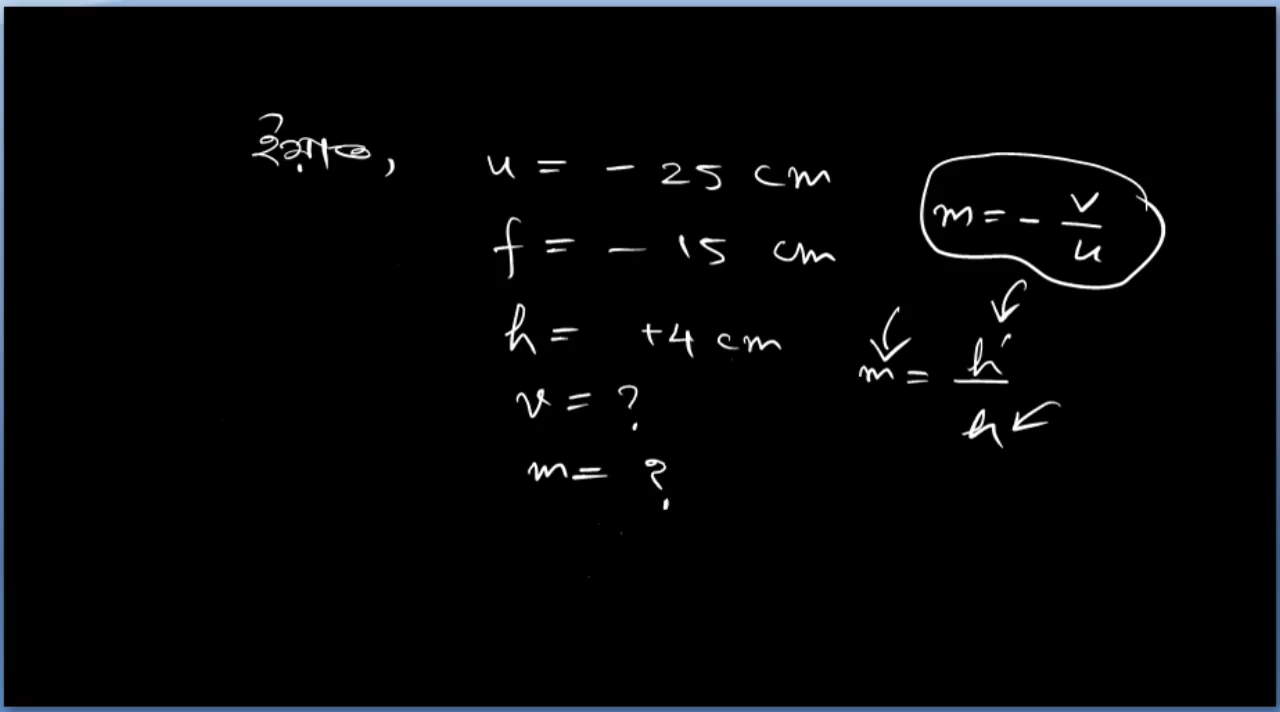 ইয়াত, u = - 25 cm
m = - v/u
f = - 15 cm
h = +4 cm
m = h'/h
v = ?
m = ?